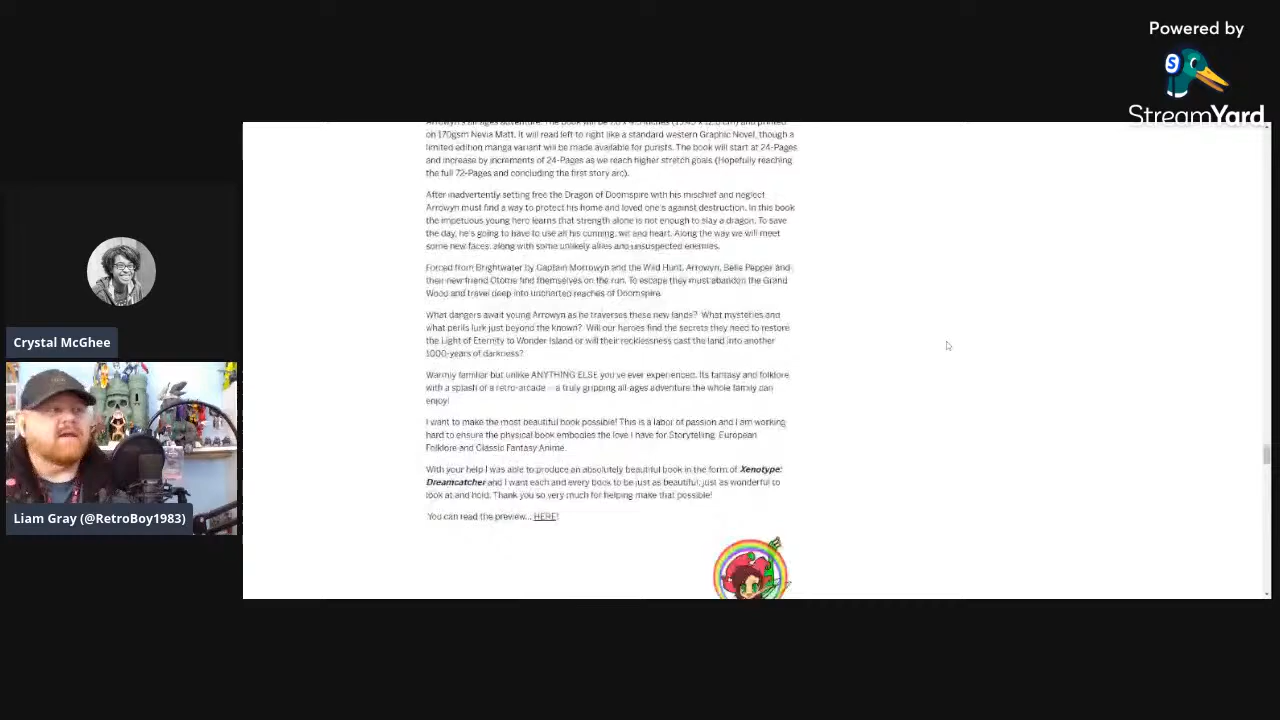 Powered by
S
StreamYard
Arrowyn's all ages adventure. The book will be
on 170gsm Nevia Matt. It will read left to right like a standard western Graphic Novel, though a
limited edition manga variant will be made available for purists. The book will start at 24-Pages
and increase by increments of 24-Pages as we reach higher stretch goals (Hopefully reaching
the full 72-Pages and concluding the first story arc).
After inadvertently setting free the Dragon of Doomspire with his mischief and neglect
Arrowyn must find a way to protect his home and loved one's against destruction. In this book
the impetuous young hero learns that strength alone is not enough to slay a dragon. To save
the day, he's going to have to use all his cunning, wit and heart. Along the way we will meet
some new faces, along with some unlikely allies and unsuspected enemies.
Forced from Brightwater by Captain Morrowyn and the Wild Hunt, Arrowyn, Belle Pepper and
their new friend Otome find themselves on the run. To escape they must abandon the Grand
Wood and travel deep into uncharted reaches of Doomspire.
What dangers await young Arrowyn as he traverses these new lands? What mysteries and
what perils lurk just beyond the known? Will our heroes find the secrets they need to restore
the Light of Eternity to Wonder Island or will their recklessness cast the land into another
1000-years of darkness?
Warmly familiar but unlike ANYTHING ELSE you've ever experienced. Its fantasy and folklore
with a splash of a retro-arcade – a truly gripping all-ages adventure the whole family can
enjoy!
I want to make the most beautiful book possible! This is a labor of passion and I am working
hard to ensure the physical book embodies the love I have for Storytelling, European
Folklore and Classic Fantasy Anime.
With your help I was able to produce an absolutely beautiful book in the form of Xenotype:
Dreamcatcher and I want each and every book to be just as beautiful, just as wonderful to
look at and hold. Thank you so very much for helping make that possible!
You can read the preview... HERE!
Crystal McGhee
Liam Gray (@RetroBoy1983)